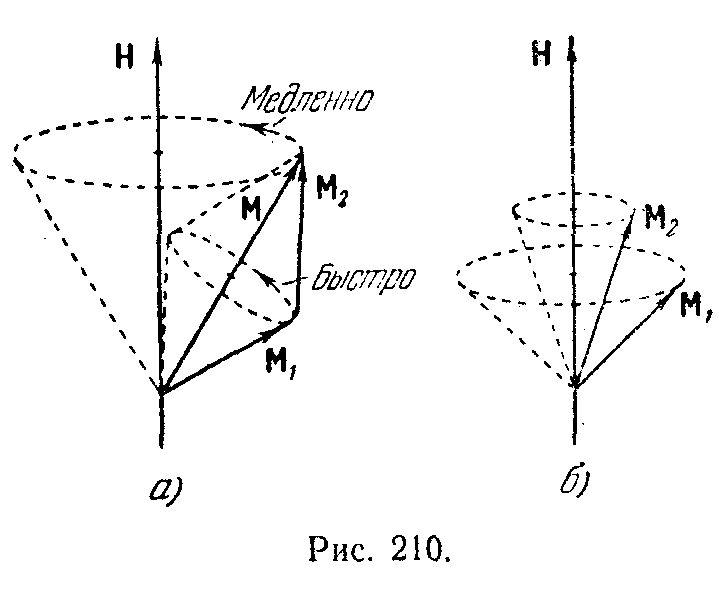 H
Медленно
M
M₂
Быстро
M₁
а)
H
M₂
M₁
б)
Рис. 210.